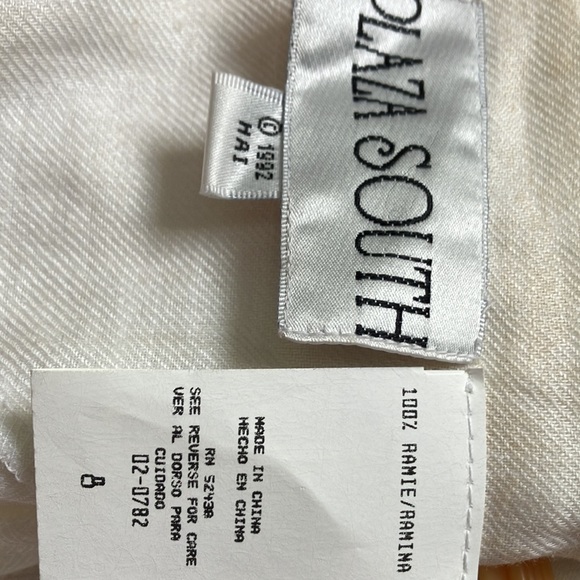 PLAZA SOUTH
© 1992
HAI
100% RAMIE/RAMINA
MADE IN CHINA
HECHO EN CHINA
RN 52438
SEE REVERSE FOR CARE
VER AL DORSO PARA
CUIDADO
02-0782
8